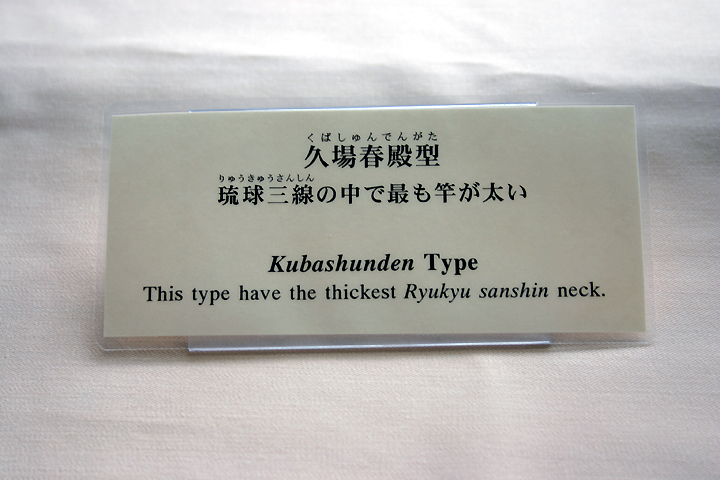 くばしゅんでんがた
久場春殿型
りゅうきゅうさんしん
琉球三線の中で最も竿が太い
Kubashunden Type
This type have the thickest Ryukyu sanshin neck.